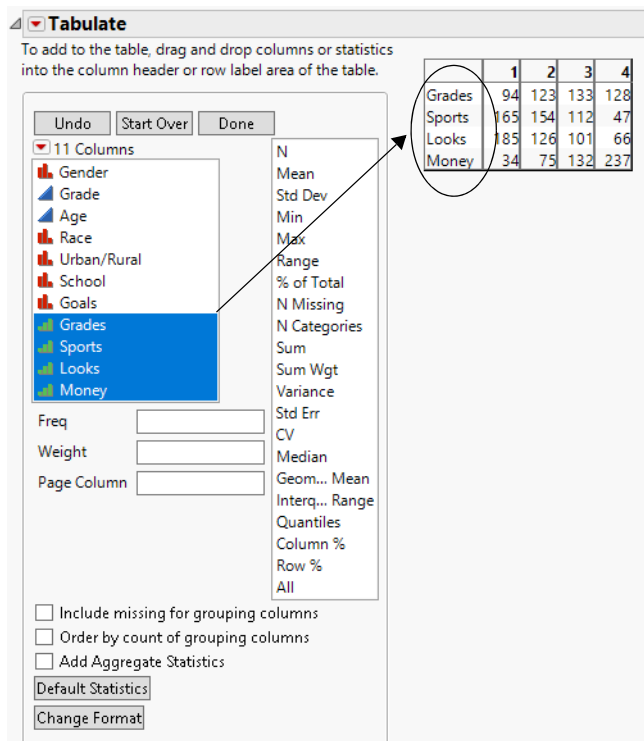 Tabulate
To add to the table, drag and drop columns or statistics
into the column header or row label area of the table.
Undo Start Over Done
11 Columns
Gender
Grade
Age
Race
Urban/Rural
School
Goals
Grades
Sports
Looks
Money
Freq
Weight
Page Column
N
Mean
Std Dev
Min
Max
Range
% of Total
N Missing
N Categories
Sum
Sum Wgt
Variance
Std Err
CV
Median
Geom... Mean
Interq... Range
Quantiles
Column %
Row %
All
Include missing for grouping columns
Order by count of grouping columns
Add Aggregate Statistics
Default Statistics
Change Format
1 2 3 4
Grades 94 123 133 128
Sports 165 154 112 47
Looks 185 126 101 66
Money 34 75 132 237